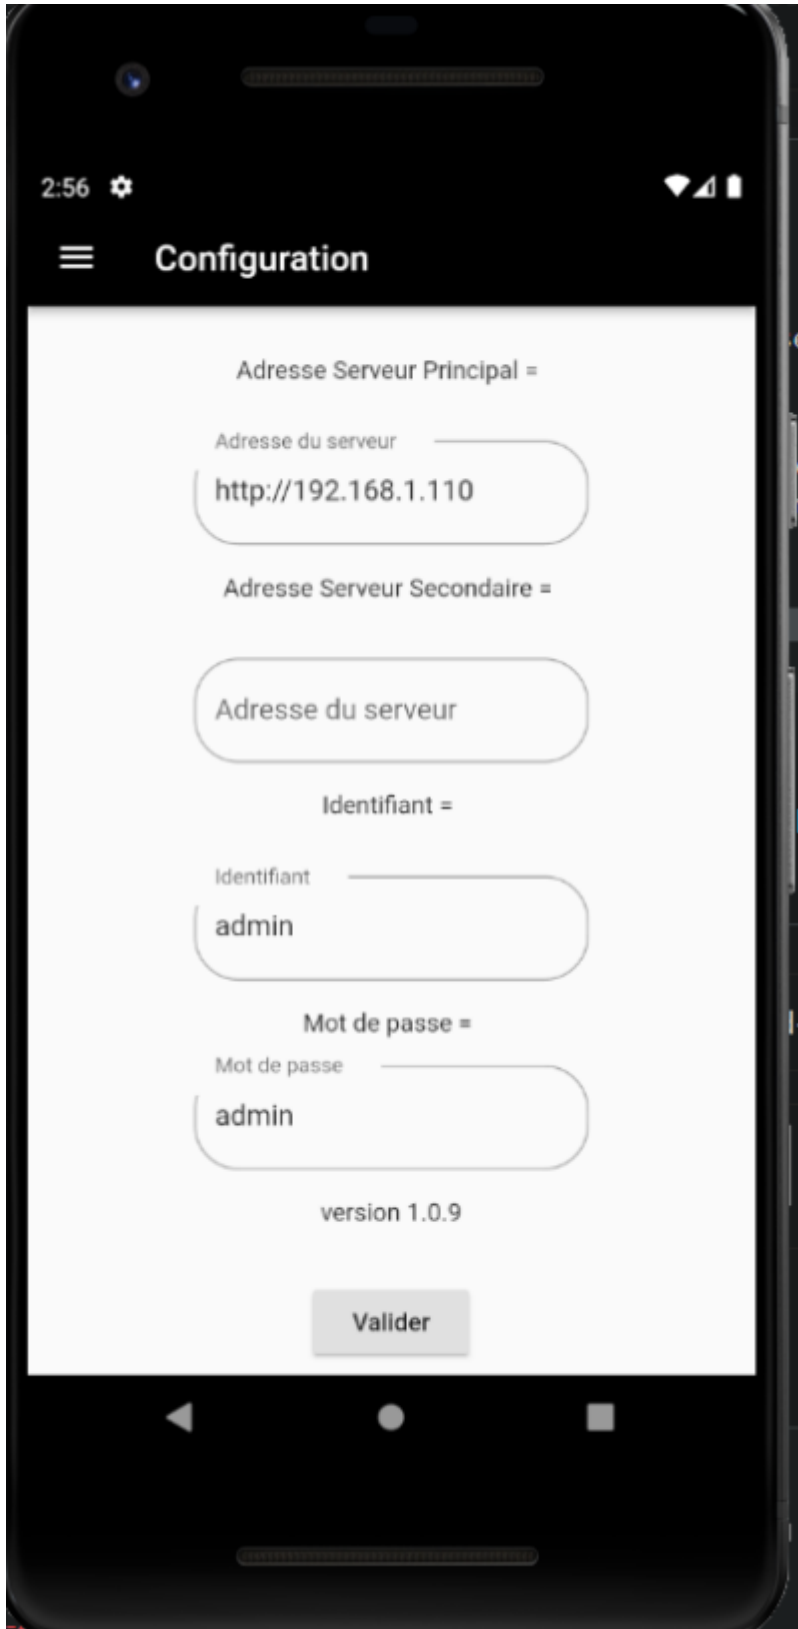 2:56
Configuration
Adresse Serveur Principal =
Adresse du serveur
http://192.168.1.110
Adresse Serveur Secondaire =
Adresse du serveur
Identifiant =
Identifiant
admin
Mot de passe =
Mot de passe
admin
version 1.0.9
Valider